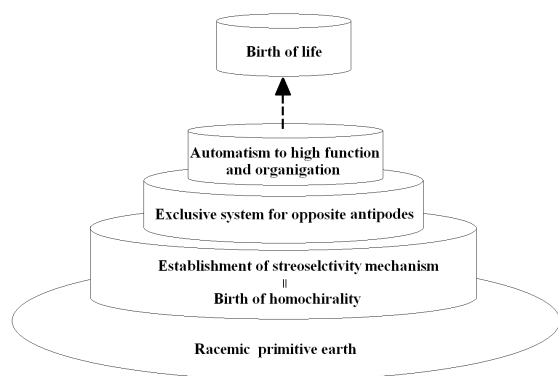 Birth of life
Automatism to high function
and organigation
Exclusive system for opposite antipodes
Establishment of streoselctivity mechanism
=
Birth of homochirality
Racemic primitive earth